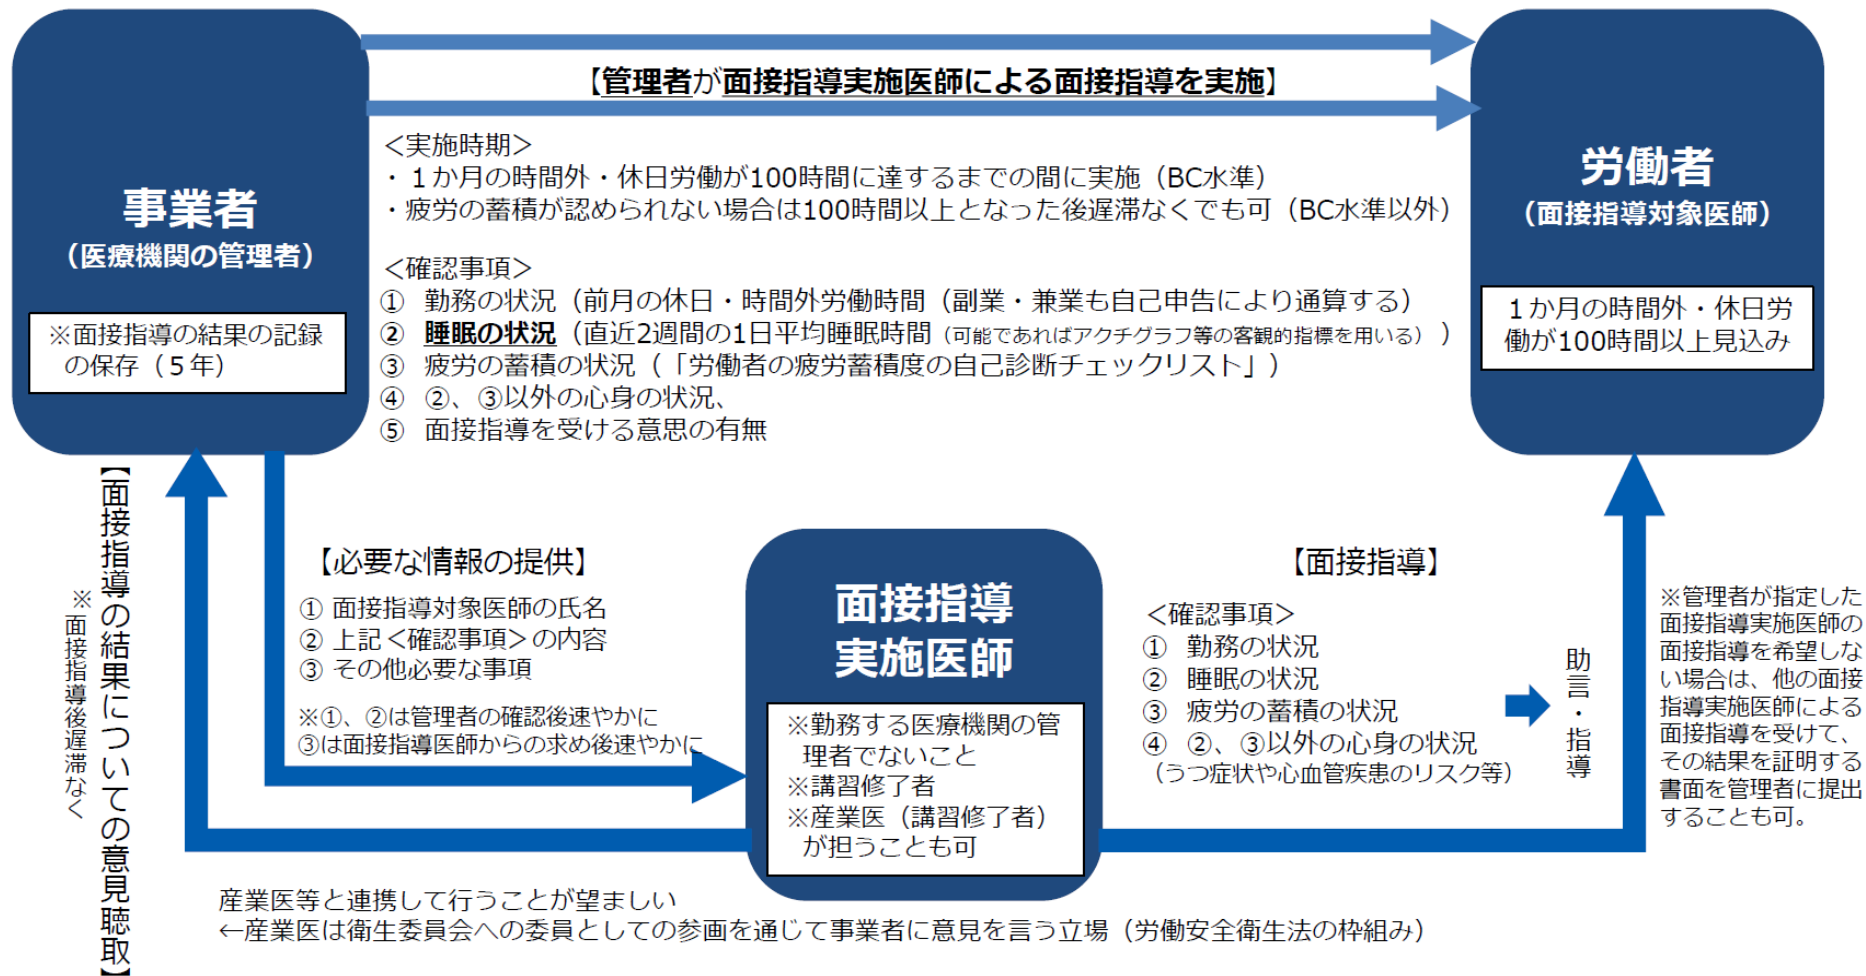 事業者
（医療機関の管理者）
※面接指導の結果の記録
の保存（５年）
【管理者が面接指導実施医師による面接指導を実施】
＜実施時期＞
・１か月の時間外・休日労働が100時間に達するまでの間に実施（BC水準）
・疲労の蓄積が認められない場合は100時間以上となった後遅滞なくでも可（BC水準以外）
＜確認事項＞
① 勤務の状況（前月の休日・時間外労働時間（副業・兼業も自己申告により通算する）
② 睡眠の状況（直近2週間の1日平均睡眠時間（可能であればアクチグラフ等の客観的指標を用いる））
③ 疲労の蓄積の状況（「労働者の疲労蓄積度の自己診断チェックリスト」）
④ ②、③以外の心身の状況、
⑤ 面接指導を受ける意思の有無
労働者
（面接指導対象医師）
１か月の時間外・休日労
働が100時間以上見込み
【面接指導の結果についての意見聴取】
※面接指導後遅滞なく
【必要な情報の提供】
① 面接指導対象医師の氏名
② 上記＜確認事項＞の内容
③ その他必要な事項
※①、②は管理者の確認後速やかに
③は面接指導医師からの求め後速やかに
面接指導
実施医師
※勤務する医療機関の管
理者でないこと
※講習修了者
※産業医（講習修了者）
が担うことも可
【面接指導】
＜確認事項＞
① 勤務の状況
② 睡眠の状況
③ 疲労の蓄積の状況
④ ②、③以外の心身の状況
（うつ症状や心血管疾患のリスク等）
助言・指導
※管理者が指定した
面接指導実施医師の
面接指導を希望しな
い場合は、他の面接
指導実施医師による
面接指導を受けて、
その結果を証明する
書面を管理者に提出
することも可。
産業医等と連携して行うことが望ましい
←産業医は衛生委員会への委員としての参画を通じて事業者に意見を言う立場（労働安全衛生法の枠組み）